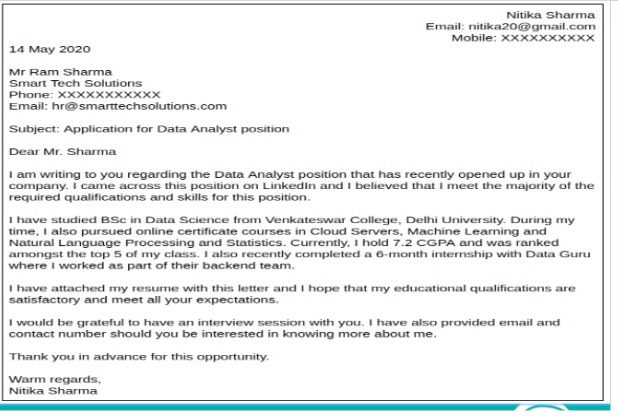 Nitika Sharma
Email: nitika20@gmail.com
Mobile: XXXXXXXXXX
14 May 2020
Mr Ram Sharma
Smart Tech Solutions
Phone: XXXXXXXXXXX
Email: hr@smarttechsolutions.com
Subject: Application for Data Analyst position
Dear Mr. Sharma
I am writing to you regarding the Data Analyst position that has recently opened up in your
company. I came across this position on LinkedIn and I believed that I meet the majority of the
required qualifications and skills for this position.
I have studied BSc in Data Science from Venkateswar College, Delhi University. During my
time, I also pursued online certificate courses in Cloud Servers, Machine Learning and
Natural Language Processing and Statistics. Currently, I hold 7.2 CGPA and was ranked
amongst the top 5 of my class. I also recently completed a 6-month internship with Data Guru
where I worked as part of their backend team.
I have attached my resume with this letter and I hope that my educational qualifications are
satisfactory and meet all your expectations.
I would be grateful to have an interview session with you. I have also provided email and
contact number should you be interested in knowing more about me.
Thank you in advance for this opportunity.
Warm regards,
Nitika Sharma